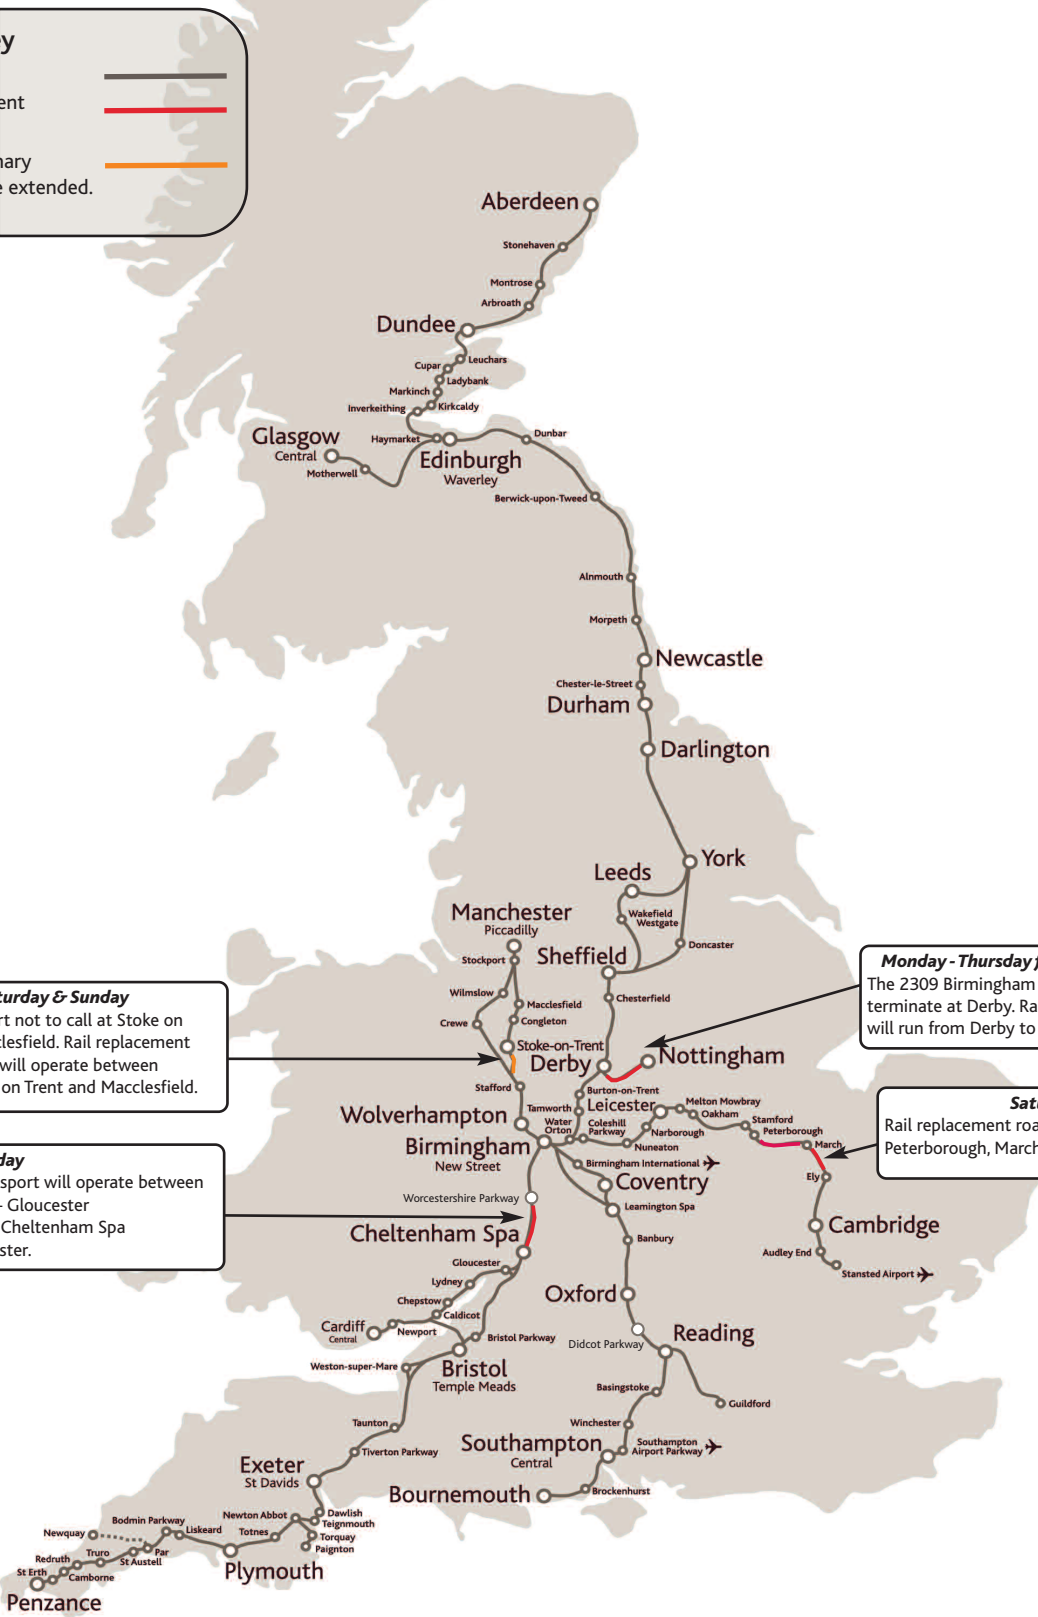 ent
nary
e extended.
Aberdeen
Stonehaven
Montrose
Arbroath
Dundee
Leuchars
Cupar
Ladybank
Markinch
Kirkcaldy
Inverkeithing
Glasgow
Central
Haymarket
Dunbar
Edinburgh
Waverley
Motherwell
Berwick-upon-Tweed
Alnmouth
Morpeth
Newcastle
Chester-le-Street
Durham
Darlington
York
Leeds
Wakefield
Westgate
Manchester
Piccadilly
Doncaster
Stockport
Sheffield
Wilmslow
Chesterfield
Macclesfield
Crewe
Congleton
Stoke-on-Trent
Derby
Nottingham
Stafford
Burton-on-Trent
Tamworth
Leicester
Melton Mowbray
Oakham
Stamford
Peterborough
March
Wolverhampton
Water
Orton
Coleshill
Parkway
Narborough
Nuneaton
Birmingham
New Street
Birmingham International
Ely
Coventry
Worcestershire Parkway
Leamington Spa
Cambridge
Cheltenham Spa
Banbury
Audley End
Stansted Airport
Gloucester
Lydney
Oxford
Chepstow
Caldicot
Cardiff
Central
Newport
Bristol Parkway
Didcot Parkway
Reading
Weston-super-Mare
Bristol
Temple Meads
Basingstoke
Guildford
Taunton
Winchester
Tiverton Parkway
Southampton
Central
Southampton
Airport Parkway
Exeter
St Davids
Bournemouth
Brockenhurst
Newton Abbot
Dawlish
Teignmouth
Torquay
Paignton
Bodmin Parkway
Liskeard
Totnes
Newquay
Par
Truro
St Austell
Redruth
St Erth
Camborne
Plymouth
Penzance
turday & Sunday
rt not to call at Stoke on
clesfield. Rail replacement
will operate between
on Trent and Macclesfield.
day
sport will operate between
- Gloucester
Cheltenham Spa
ster.
Monday - Thursday f
The 2309 Birmingham
terminate at Derby. Ra
will run from Derby to
Satu
Rail replacement roa
Peterborough, March